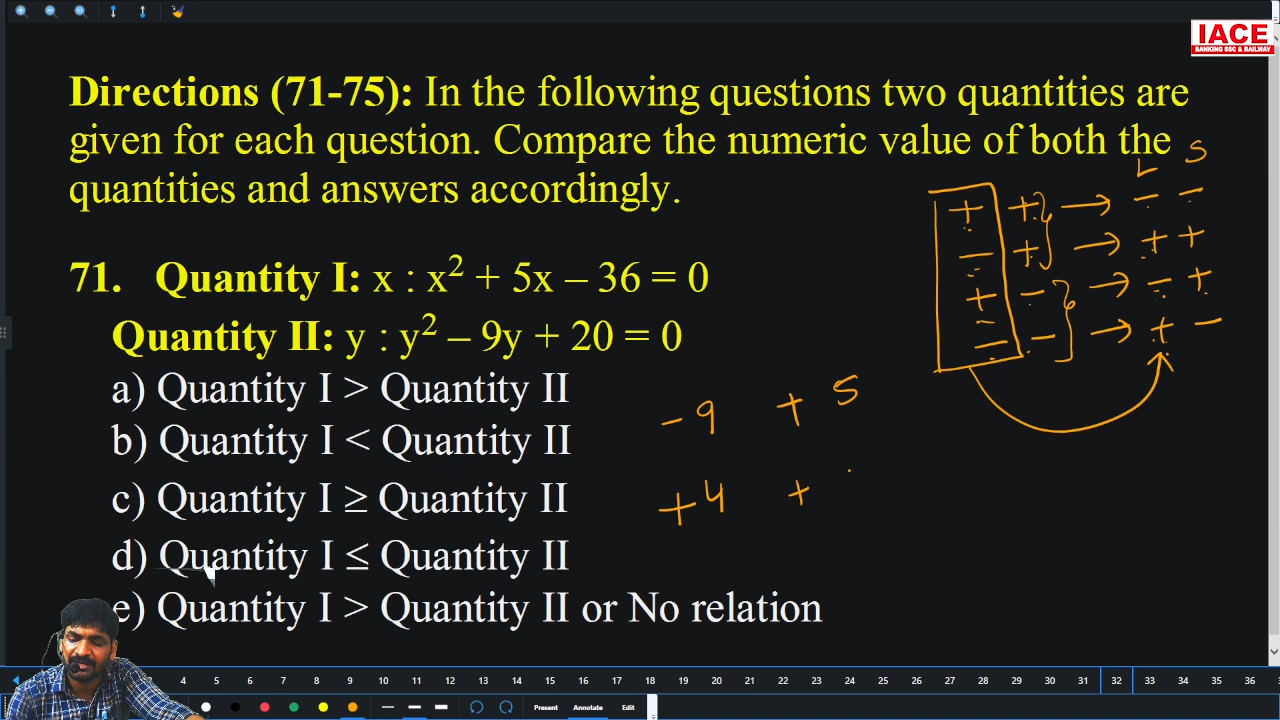 IACE
BANKING SSC & RAILWAY
Directions (71-75): In the following questions two quantities are
given for each question. Compare the numeric value of both the
quantities and answers accordingly.
L S
+ + } → - -
- + } → + +
+ - } → - +
- - } → + -
71. Quantity I: x : x² + 5x – 36 = 0
Quantity II: y : y² – 9y + 20 = 0
a) Quantity I > Quantity II
b) Quantity I < Quantity II
c) Quantity I ≥ Quantity II
d) Quantity I ≤ Quantity II
e) Quantity I > Quantity II or No relation
- 9 + 5
+ 4 +
4 5 6 7 8 9 10 11 12 13 14 15 16 17 18 19 20 21 22 23 24 25 26 27 28 29 30 31 32 33 34 35 36
Present Annotate Edit